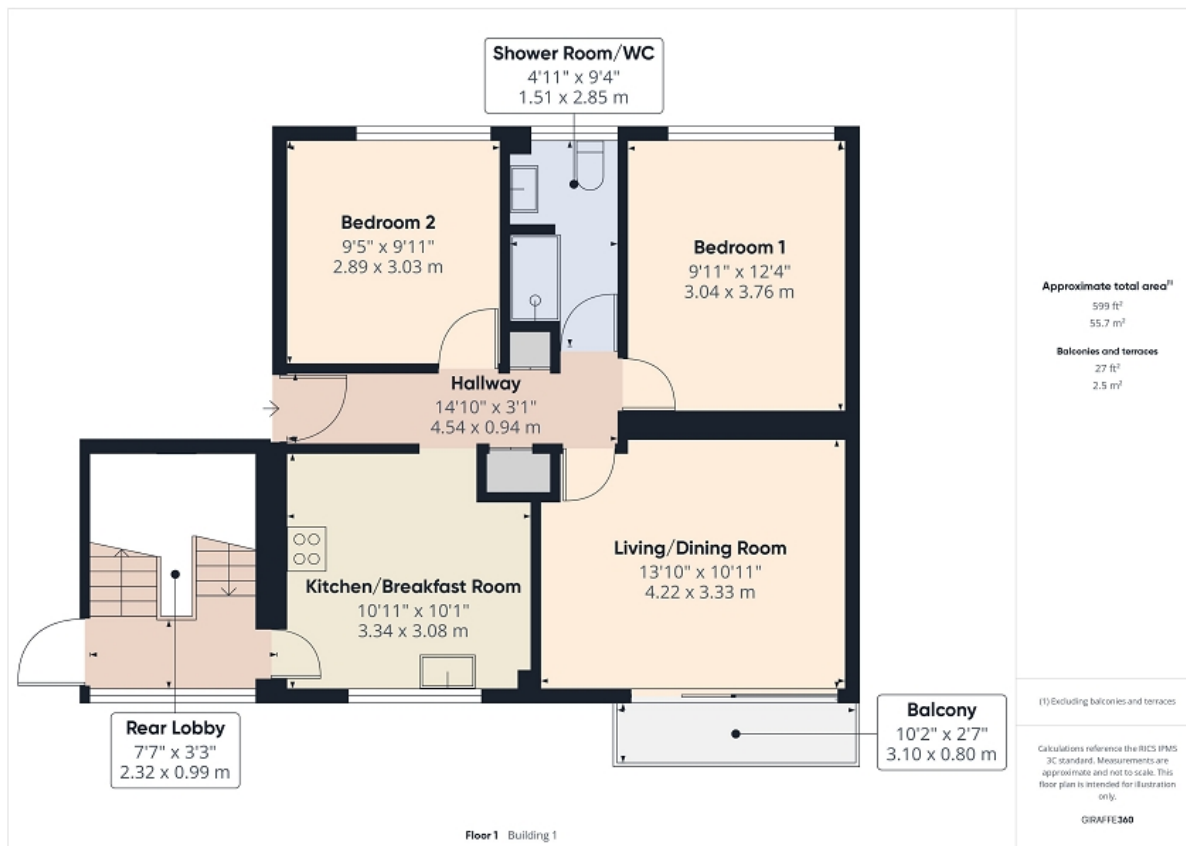 Shower Room/WC
4'11" x 9'4"
1.51 x 2.85 m
Bedroom 2
9'5" x 9'11"
2.89 x 3.03 m
Bedroom 1
9'11" x 12'4"
3.04 x 3.76 m
Hallway
14'10" x 3'1"
4.54 x 0.94 m
Kitchen/Breakfast Room
10'11" x 10'1"
3.34 x 3.08 m
Living/Dining Room
13'10" x 10'11"
4.22 x 3.33 m
Rear Lobby
7'7" x 3'3"
2.32 x 0.99 m
Balcony
10'2" x 2'7"
3.10 x 0.80 m
Floor 1 Building 1
Approximate total area(1)
599 ft²
55.7 m²
Balconies and terraces
27 ft²
2.5 m²
(1) Excluding balconies and terraces
Calculations reference the RICS IPMS
3C standard. Measurements are
approximate and not to scale. This
floor plan is intended for illustration
only.
GIRAFFE360